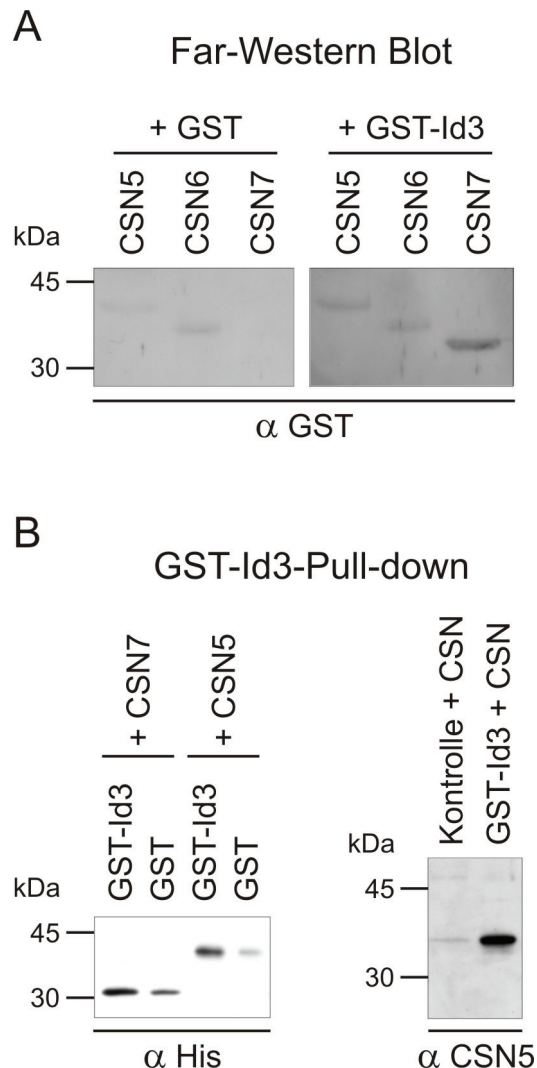 A
Far-Western Blot
+ GST
+ GST-Id3
CSN5
CSN6
CSN7
CSN5
CSN6
CSN7
kDa
45
30
α GST
B
GST-Id3-Pull-down
+ CSN7
+ CSN5
GST-Id3
GST
GST-Id3
GST
kDa
45
30
α His
Kontrolle + CSN
GST-Id3 + CSN
kDa
45
30
α CSN5